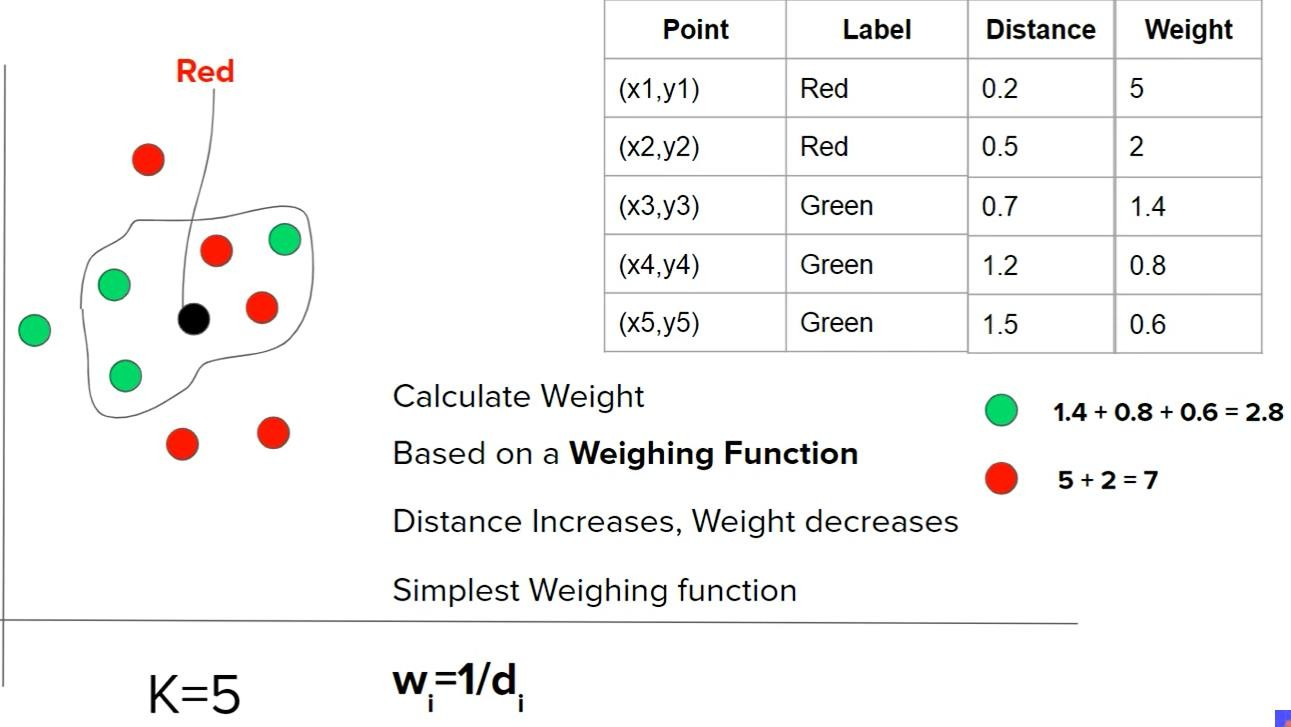 Red
Point Label Distance Weight
(x1,y1) Red 0.2 5
(x2,y2) Red 0.5 2
(x3,y3) Green 0.7 1.4
(x4,y4) Green 1.2 0.8
(x5,y5) Green 1.5 0.6
Calculate Weight
Based on a Weighing Function
Distance Increases, Weight decreases
Simplest Weighing function
1.4 + 0.8 + 0.6 = 2.8
5 + 2 = 7
K=5
wi=1/di